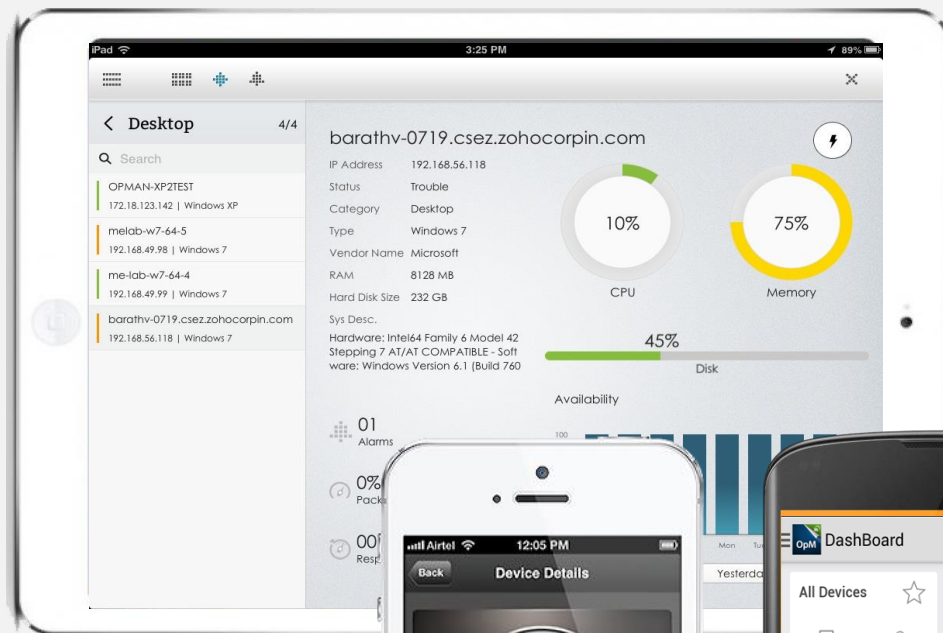 iPad
3:25 PM
89%
Desktop 4/4
Search
OPMAN-XP2TEST
172.18.123.142 | Windows XP
melab-w7-64-5
192.168.49.98 | Windows 7
me-lab-w7-64-4
192.168.49.99 | Windows 7
barathv-0719.csez.zohocorpin.com
192.168.56.118 | Windows 7
barathv-0719.csez.zohocorpin.com
IP Address 192.168.56.118
Status Trouble
Category Desktop
Type Windows 7
Vendor Name Microsoft
RAM 8128 MB
Hard Disk Size 232 GB
Sys Desc.
Hardware: Intel64 Family 6 Model 42
Stepping 7 AT/AT COMPATIBLE - Soft
ware: Windows Version 6.1 (Build 760
10%
CPU
75%
Memory
45%
Disk
Availability
100
01
Alarms
0%
Pack
00
Resp
Mon Tu
Yesterda
Airtel
12:05 PM
Back
Device Details
OpM
DashBoard
All Devices